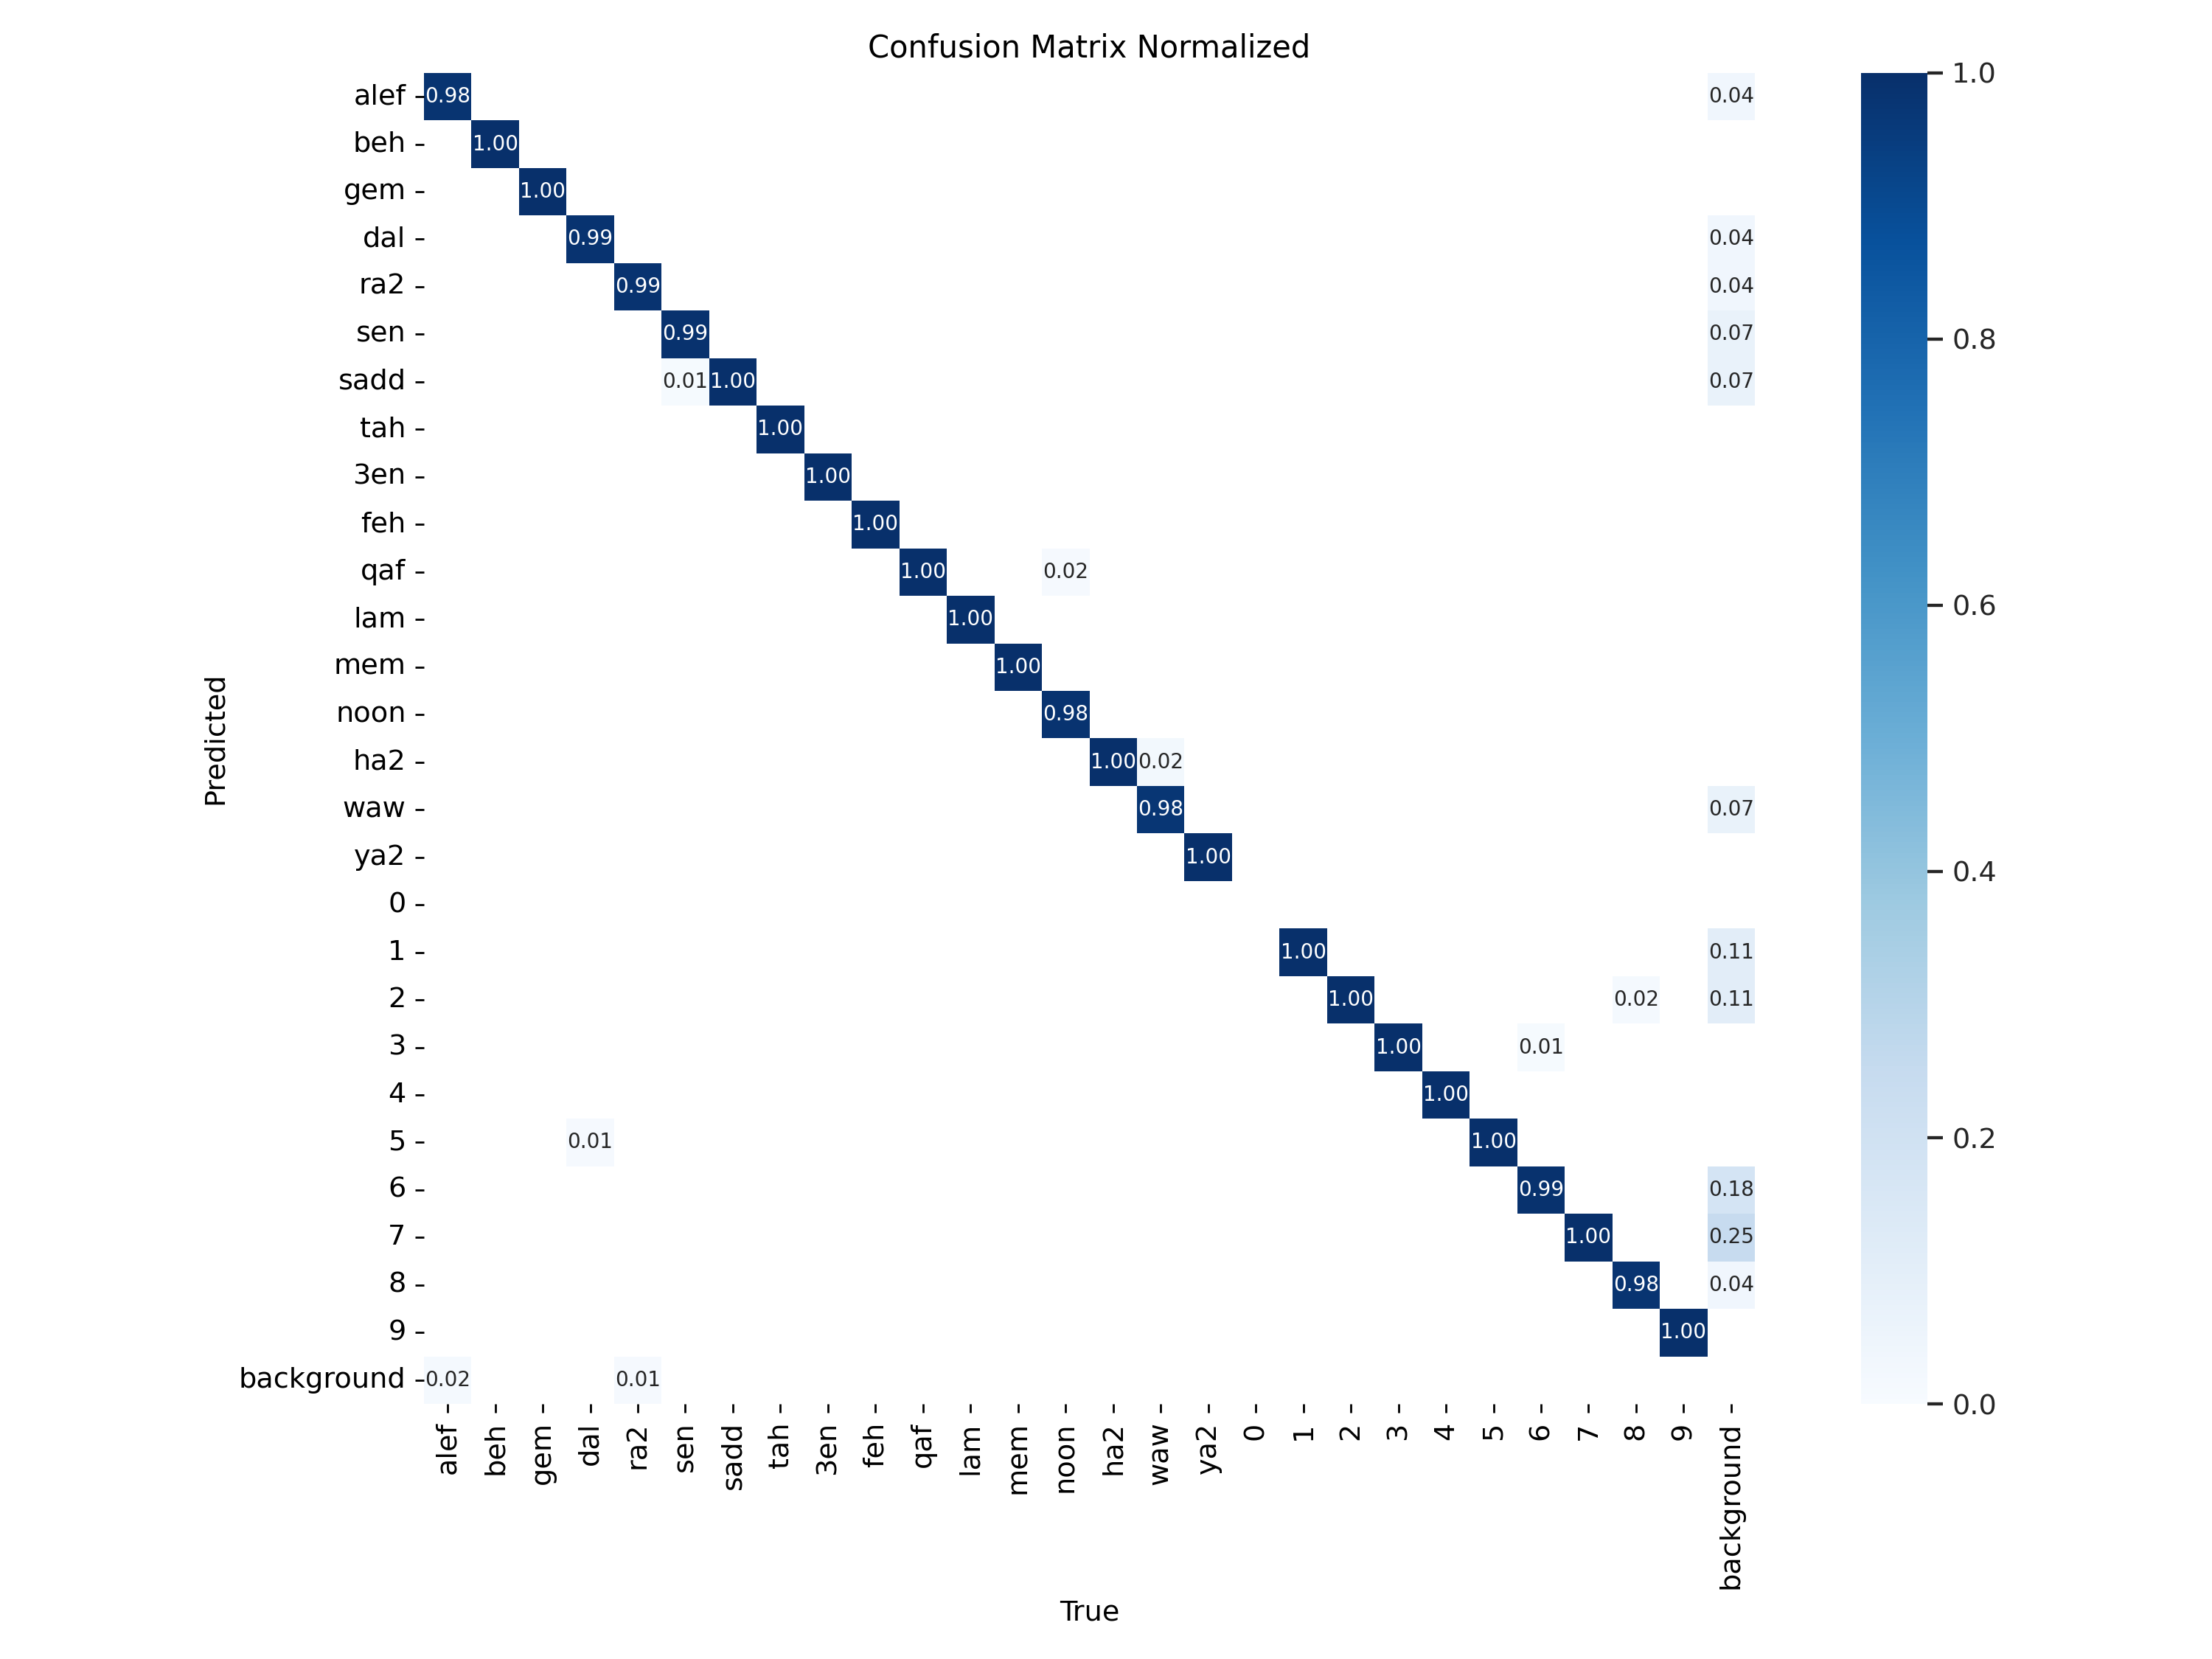 Confusion Matrix Normalized
alef 0.98 0.04 1.0
beh 1.00
gem 1.00
dal 0.99 0.04
ra2 0.99 0.04
sen 0.99 0.07 0.8
sadd 0.01 1.00 0.07
tah 1.00
3en 1.00
feh 1.00
qaf 1.00 0.02
lam 1.00 0.6
mem 1.00
noon 0.98
ha2 1.00 0.02
waw 0.98 0.07
ya2 1.00 0.4
0
1 1.00 0.11
2 1.00 0.02 0.11
3 1.00 0.01
4 1.00
5 0.01 1.00 0.2
6 0.99 0.18
7 1.00 0.25
8 0.98 0.04
9 1.00
background 0.02 0.01 0.0
Predicted
alef beh gem dal ra2 sen sadd tah 3en feh qaf lam mem noon ha2 waw ya2 0 1 2 3 4 5 6 7 8 9 background
True